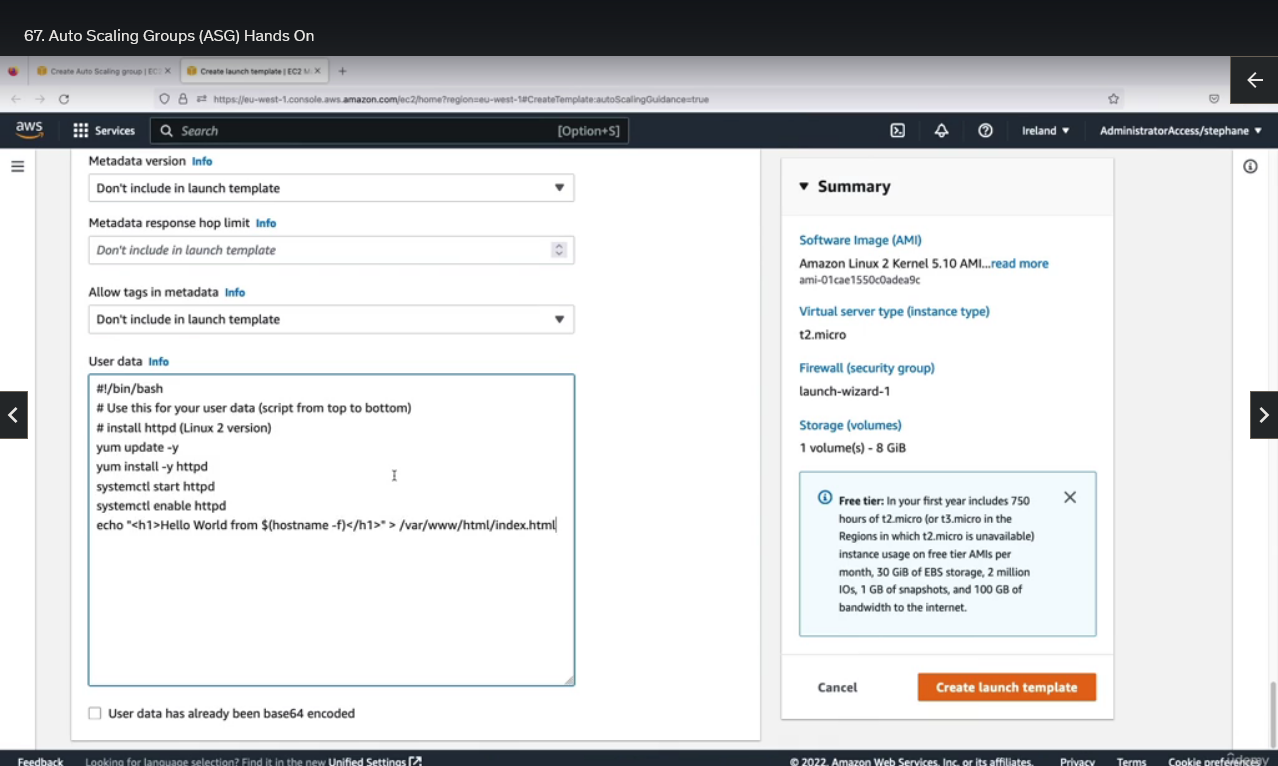 67. Auto Scaling Groups (ASG) Hands On
Create Auto Scaling group | EC2
Create launch template | EC2 M
https://eu-west-1.console.aws.amazon.com/ec2/home?region=eu-west-1#CreateTemplate:autoScalingGuidance=true
aws
Services
Search
[Option+S]
Ireland
AdministratorAccess/stephane
Metadata version Info
Don't include in launch template
Metadata response hop limit Info
Don't include in launch template
Allow tags in metadata Info
Don't include in launch template
User data Info
#!/bin/bash
# Use this for your user data (script from top to bottom)
# install httpd (Linux 2 version)
yum update -y
yum install -y httpd
systemctl start httpd
systemctl enable httpd
echo "<h1>Hello World from $(hostname -f)</h1>" > /var/www/html/index.html
User data has already been base64 encoded
Summary
Software Image (AMI)
Amazon Linux 2 Kernel 5.10 AMI...read more
ami-01cae1550c0adea9c
Virtual server type (instance type)
t2.micro
Firewall (security group)
launch-wizard-1
Storage (volumes)
1 volume(s) - 8 GiB
Free tier: In your first year includes 750
hours of t2.micro (or t3.micro in the
Regions in which t2.micro is unavailable)
instance usage on free tier AMIs per
month, 30 GiB of EBS storage, 2 million
IOs, 1 GB of snapshots, and 100 GB of
bandwidth to the internet.
Cancel
Create launch template
Feedback
Looking for language selection? Find it in the new Unified Settings
© 2022, Amazon Web Services, Inc. or its affiliates.
Privacy
Terms
Cookie preferences
Udemy